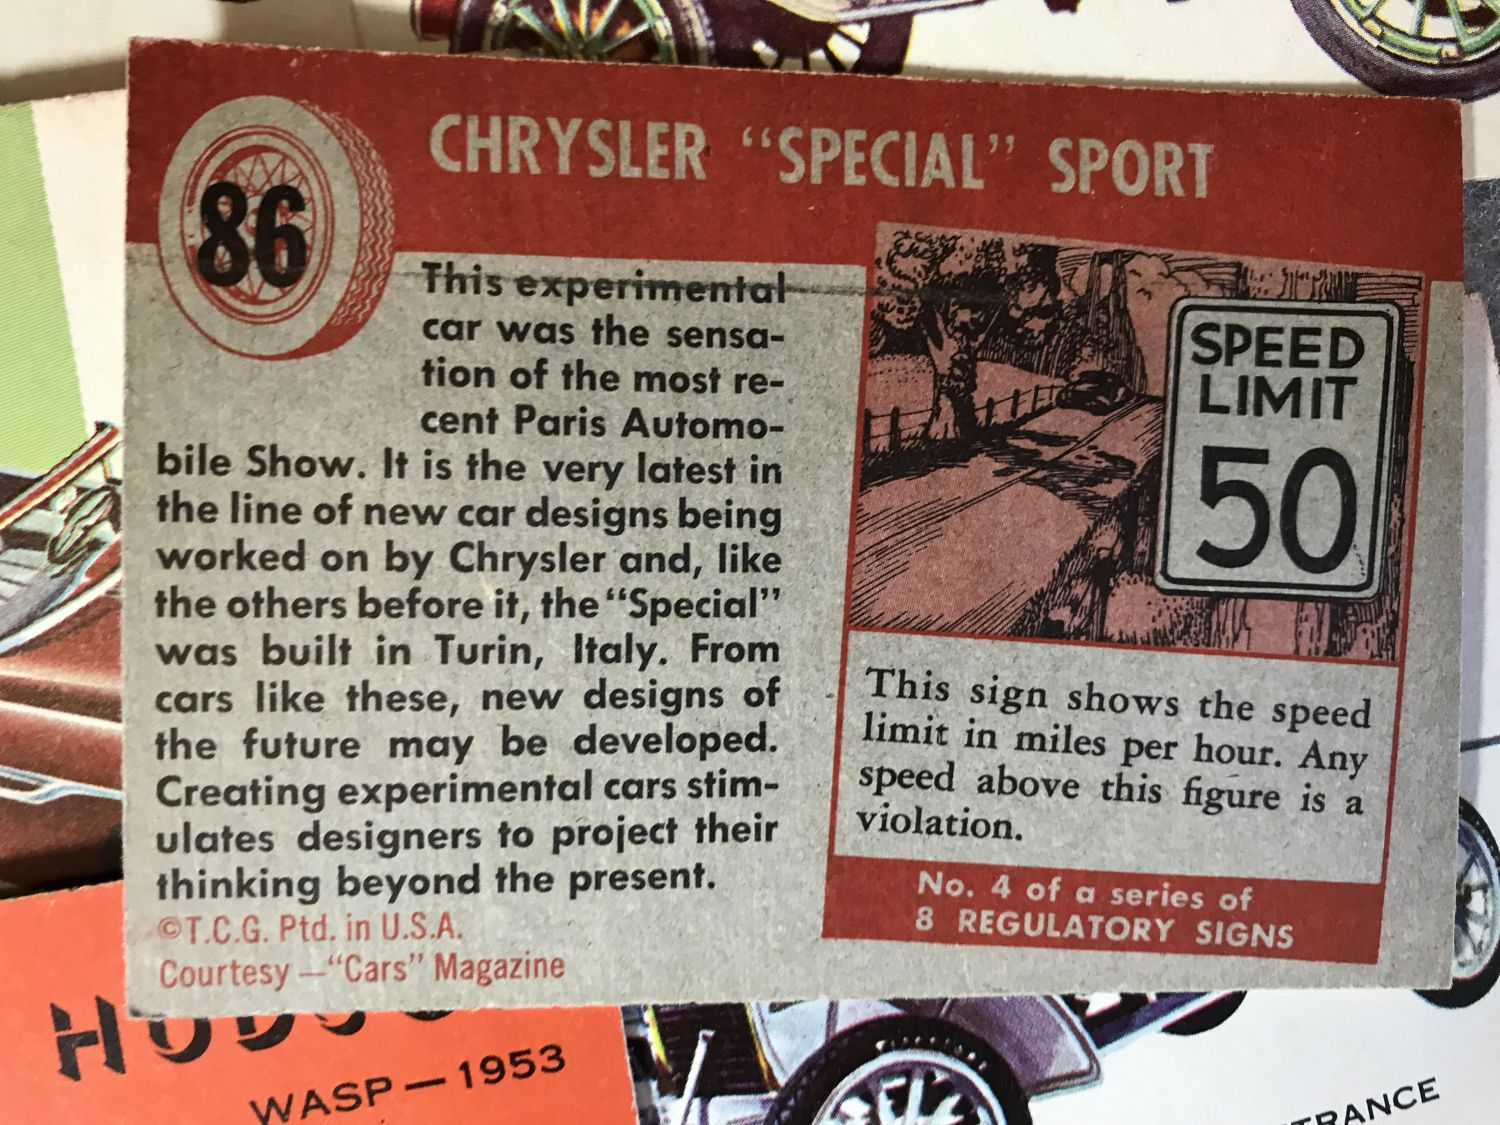 86
CHRYSLER "SPECIAL" SPORT
This experimental
car was the sensa-
tion of the most re-
cent Paris Automo-
bile Show. It is the very latest in
the line of new car designs being
worked on by Chrysler and, like
the others before it, the "Special"
was built in Turin, Italy. From
cars like these, new designs of
the future may be developed.
Creating experimental cars stim-
ulates designers to project their
thinking beyond the present.
©T.C.G. Ptd. in U.S.A.
Courtesy —"Cars" Magazine
SPEED
LIMIT
50
This sign shows the speed
limit in miles per hour. Any
speed above this figure is a
violation.
No. 4 of a series of
8 REGULATORY SIGNS
WASP—1953